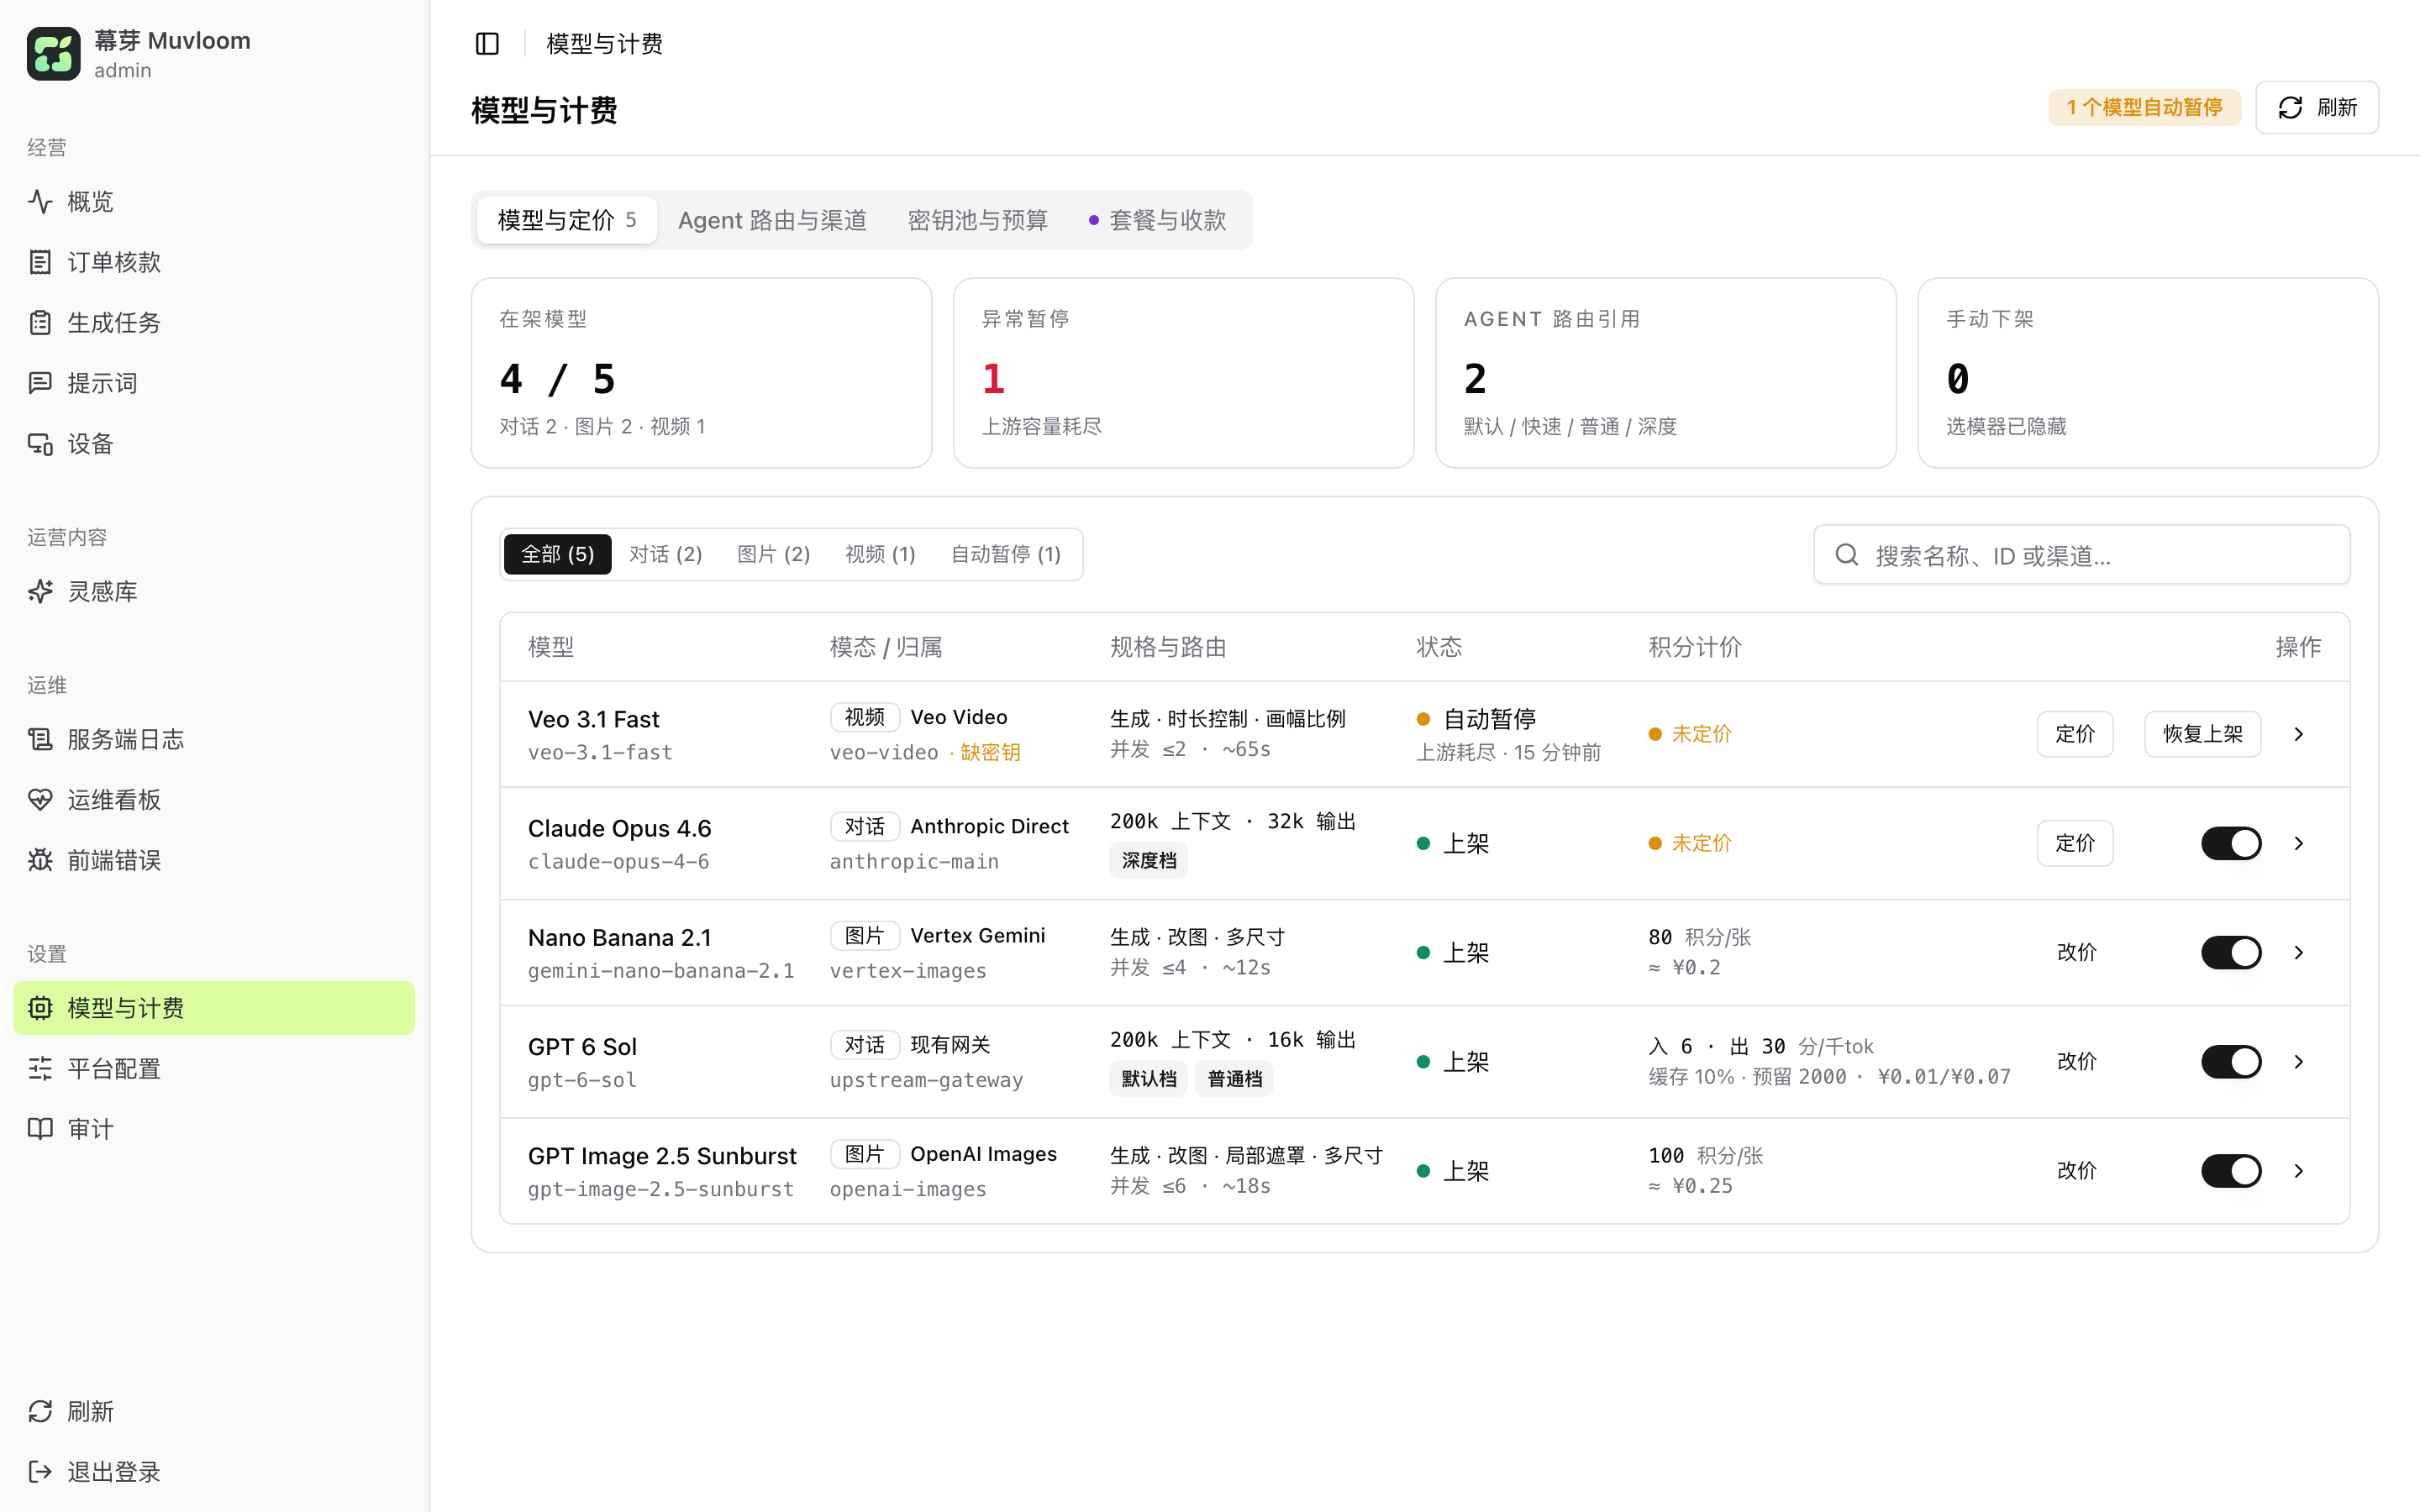 幕芽 Muvloom
admin
经营
概览
订单核款
生成任务
提示词
设备
运营内容
灵感库
运维
服务端日志
运维看板
前端错误
设置
模型与计费
平台配置
审计
刷新
退出登录
模型与计费
模型与计费
1 个模型自动暂停
刷新
模型与定价 5
Agent 路由与渠道
密钥池与预算
套餐与收款
在架模型
4 / 5
对话 2 · 图片 2 · 视频 1
异常暂停
1
上游容量耗尽
AGENT 路由引用
2
默认 / 快速 / 普通 / 深度
手动下架
0
选模器已隐藏
全部 (5)
对话 (2)
图片 (2)
视频 (1)
自动暂停 (1)
搜索名称、ID 或渠道...
模型
模态 / 归属
规格与路由
状态
积分计价
操作
Veo 3.1 Fast
veo-3.1-fast
视频 Veo Video
veo-video · 缺密钥
生成 · 时长控制 · 画幅比例
并发 ≤2 · ~65s
自动暂停
上游耗尽 · 15 分钟前
未定价
定价
恢复上架
Claude Opus 4.6
claude-opus-4-6
对话 Anthropic Direct
anthropic-main
200k 上下文 · 32k 输出
深度档
上架
未定价
定价
Nano Banana 2.1
gemini-nano-banana-2.1
图片 Vertex Gemini
vertex-images
生成 · 改图 · 多尺寸
并发 ≤4 · ~12s
上架
80 积分/张
≈ ¥0.2
改价
GPT 6 Sol
gpt-6-sol
对话 现有网关
upstream-gateway
200k 上下文 · 16k 输出
默认档 普通档
上架
入 6 · 出 30 分/千tok
缓存 10% · 预留 2000 · ¥0.01/¥0.07
改价
GPT Image 2.5 Sunburst
gpt-image-2.5-sunburst
图片 OpenAI Images
openai-images
生成 · 改图 · 局部遮罩 · 多尺寸
并发 ≤6 · ~18s
上架
100 积分/张
≈ ¥0.25
改价